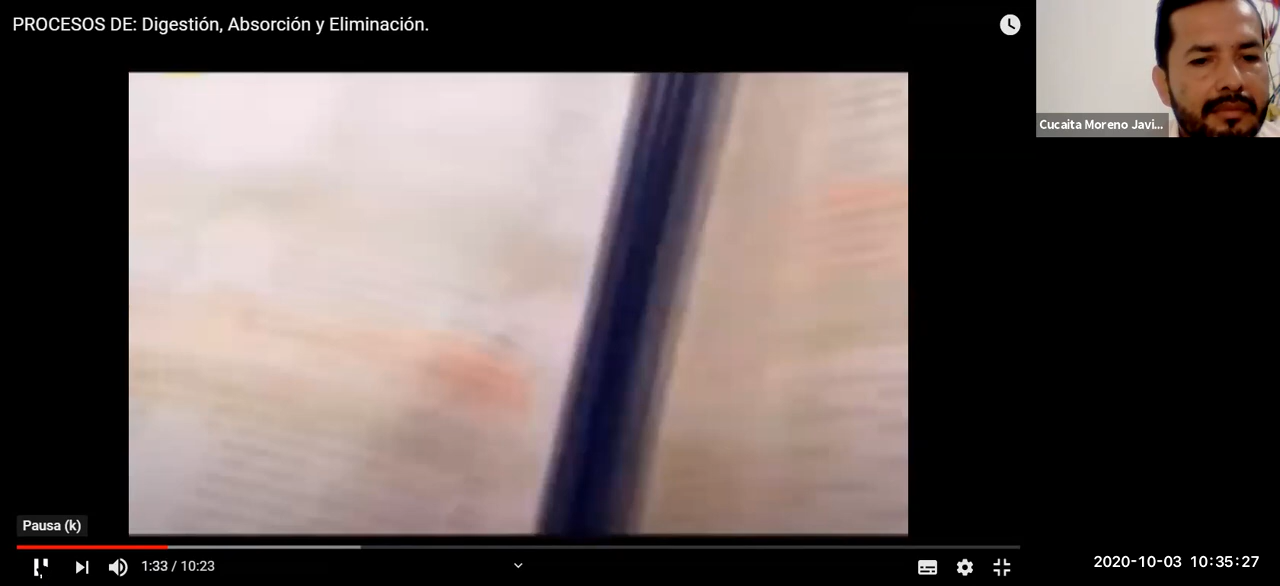 PROCESOS DE: Digestión, Absorción y Eliminación.
Cucaita Moreno Javi...
Pausa (k)
1:33 / 10:23
2020-10-03 10:35:27